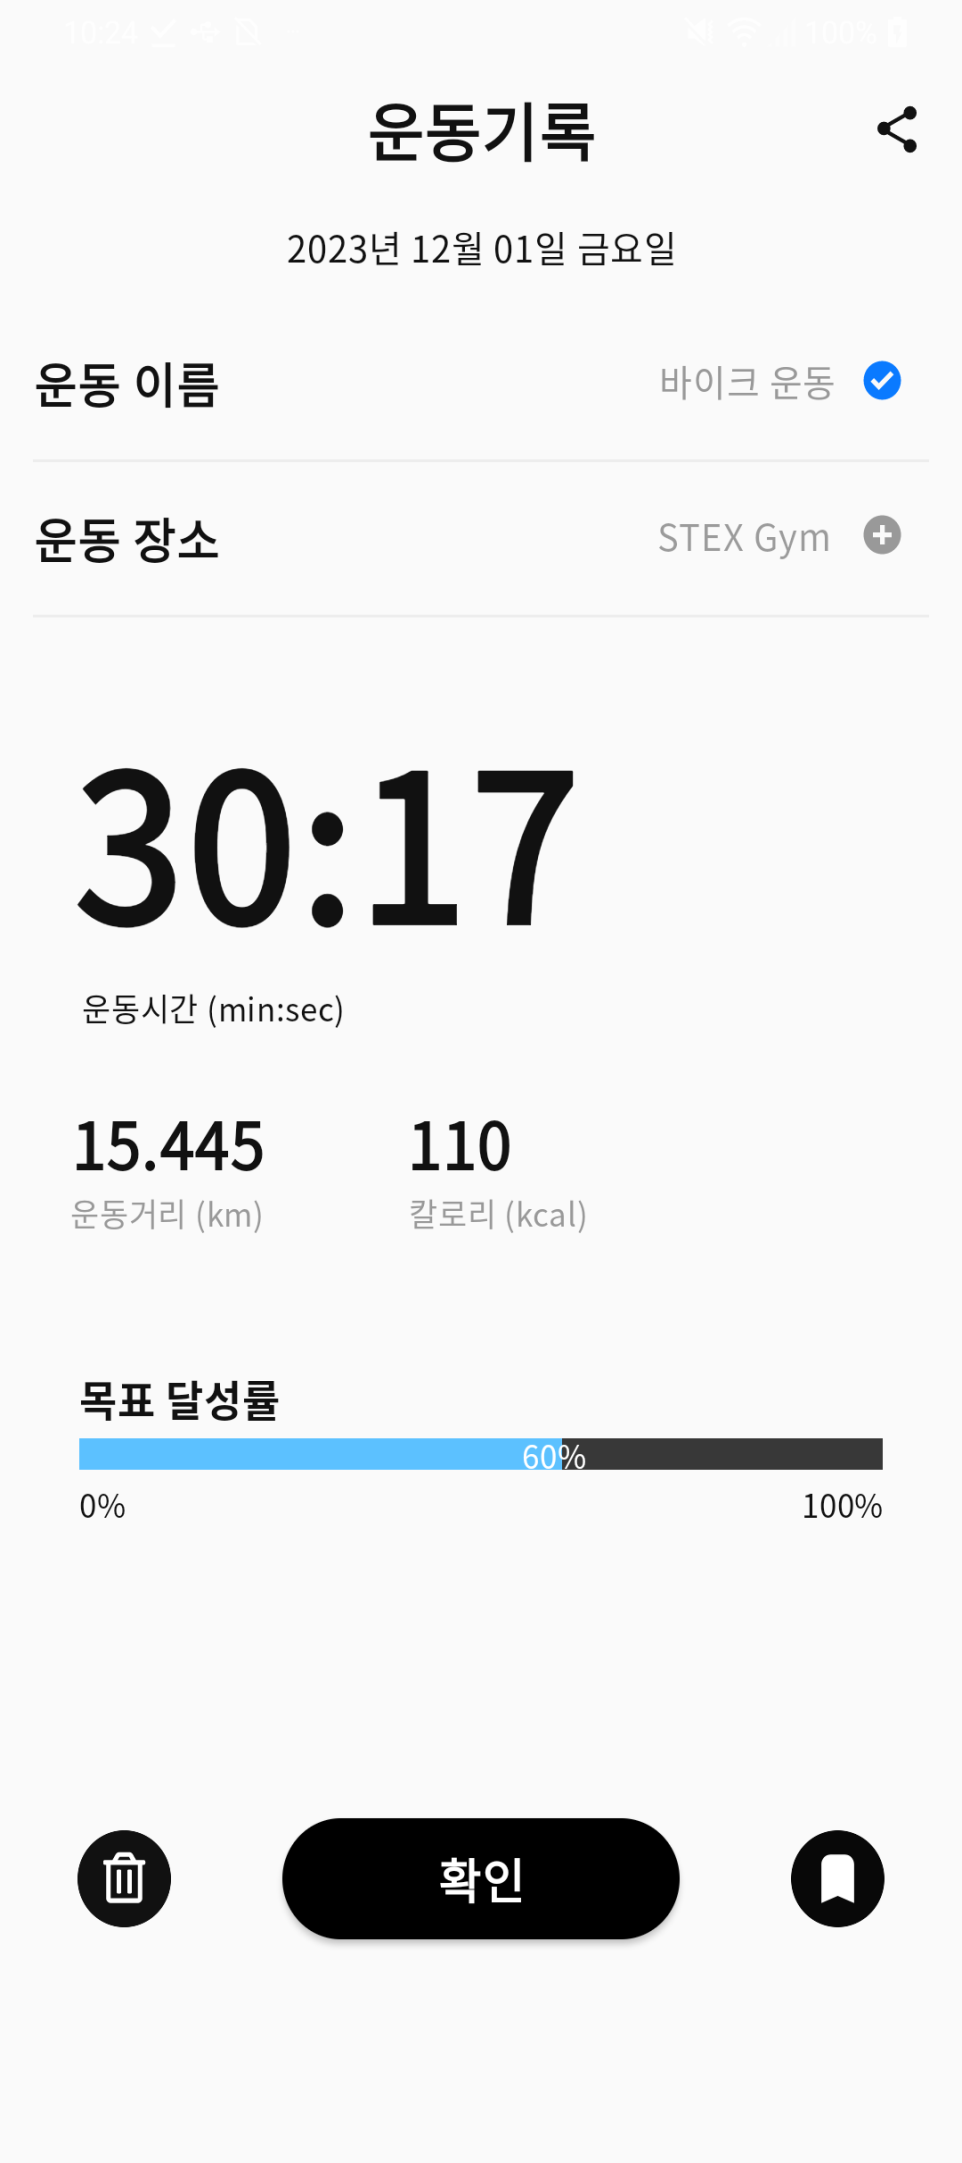 10:24 100%
운동기록
2023년 12월 01일 금요일
운동 이름 바이크 운동
운동 장소 STEX Gym
30:17
운동시간 (min:sec)
15.445 110
운동거리 (km) 칼로리 (kcal)
목표 달성률
60%
0% 100%
확인